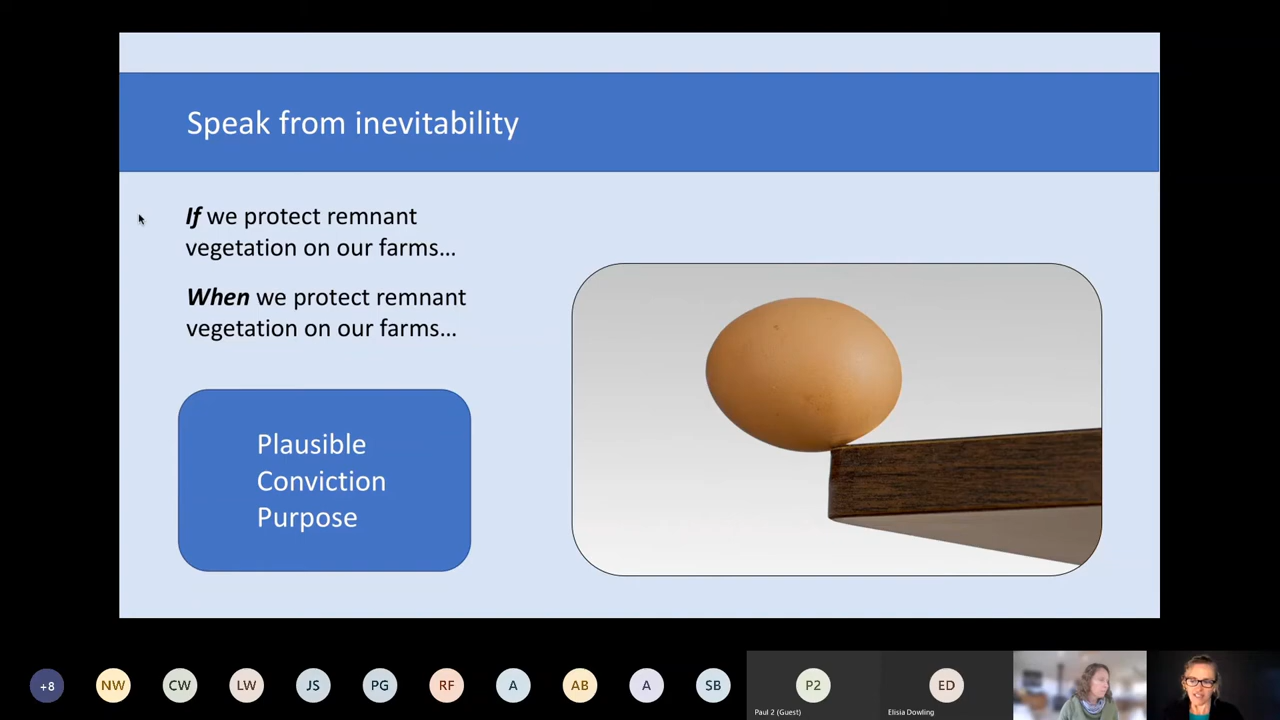 Speak from inevitability
If we protect remnant
vegetation on our farms...
When we protect remnant
vegetation on our farms...
Plausible
Conviction
Purpose
+8
NW
CW
LW
JS
PG
RF
A
AB
A
SB
P2
ED
Paul 2 (Guest)
Elisia Dowling